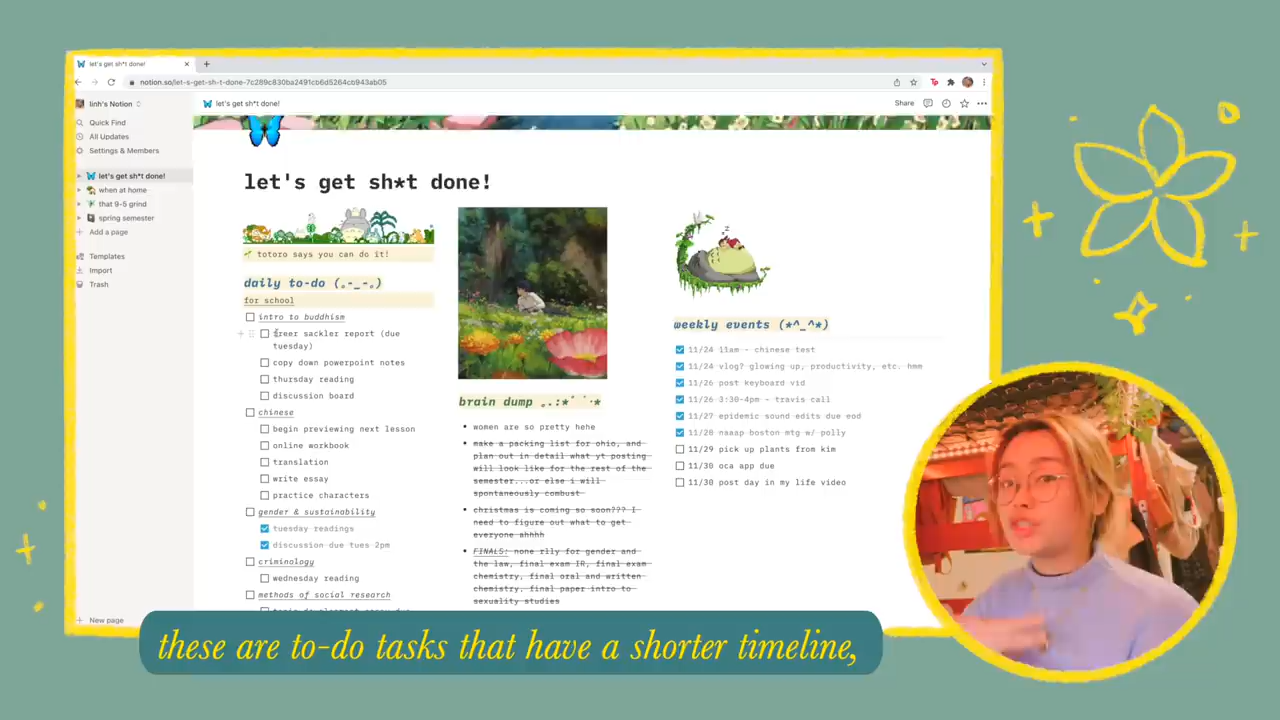 let's get sh*t done!
notion.so/let-s-get-sh-t-done-7c289c830ba2491cb6d5264cb943ab05
linh's Notion
let's get sh*t done!
Share
Quick Find
All Updates
Settings & Members
let's get sh*t done!
when at home
that 9-5 grind
spring semester
Add a page
Templates
Import
Trash
New page
let's get sh*t done!
totoro says you can do it!
daily to-do (｡-_-｡)
for school
intro to buddhism
freer sackler report (due
tuesday)
copy down powerpoint notes
thursday reading
discussion board
chinese
begin previewing next lesson
online workbook
translation
write essay
practice characters
gender & sustainability
tuesday readings
discussion due tues 2pm
criminology
wednesday reading
methods of social research
brain dump
women are so pretty hehe
make a packing list for ohio, and
plan out in detail what yt posting
will look like for the rest of the
semester...or else i will
spontaneously combust
christmas is coming so soon??? I
need to figure out what to get
everyone ahhhh
FINALS: none rlly for gender and
the law, final exam IR, final exam
chemistry, final oral and written
chemistry, final paper intro to
sexuality studies
weekly events (*^_^*)
11/24 11am - chinese test
11/24 vlog? glowing up, productivity, etc. hmm
11/26 post keyboard vid
11/26 3:30-4pm - travis call
11/27 epidemic sound edits due eod
11/28 naaap boston mtg w/ polly
11/29 pick up plants from kim
11/30 oca app due
11/30 post day in my life video
these are to-do tasks that have a shorter timeline,